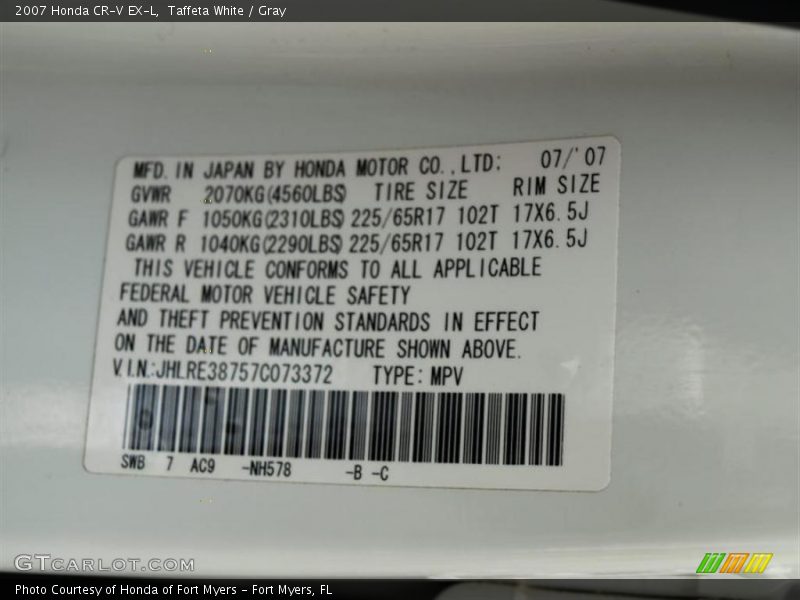 2007 Honda CR-V EX-L, Taffeta White / Gray
MFD. IN JAPAN BY HONDA MOTOR CO.,LTD: 07/'07
GVWR 2070KG(4560LBS) TIRE SIZE RIM SIZE
GAWR F 1050KG(2310LBS) 225/65R17 102T 17X6.5J
GAWR R 1040KG(2290LBS) 225/65R17 102T 17X6.5J
THIS VEHICLE CONFORMS TO ALL APPLICABLE
FEDERAL MOTOR VEHICLE SAFETY
AND THEFT PREVENTION STANDARDS IN EFFECT
ON THE DATE OF MANUFACTURE SHOWN ABOVE.
V.I.N.:JHLRE38757C073372 TYPE: MPV
SWB 7 AC9 -NH578 -B -C
GTCARLOT.COM
Photo Courtesy of Honda of Fort Myers - Fort Myers, FL